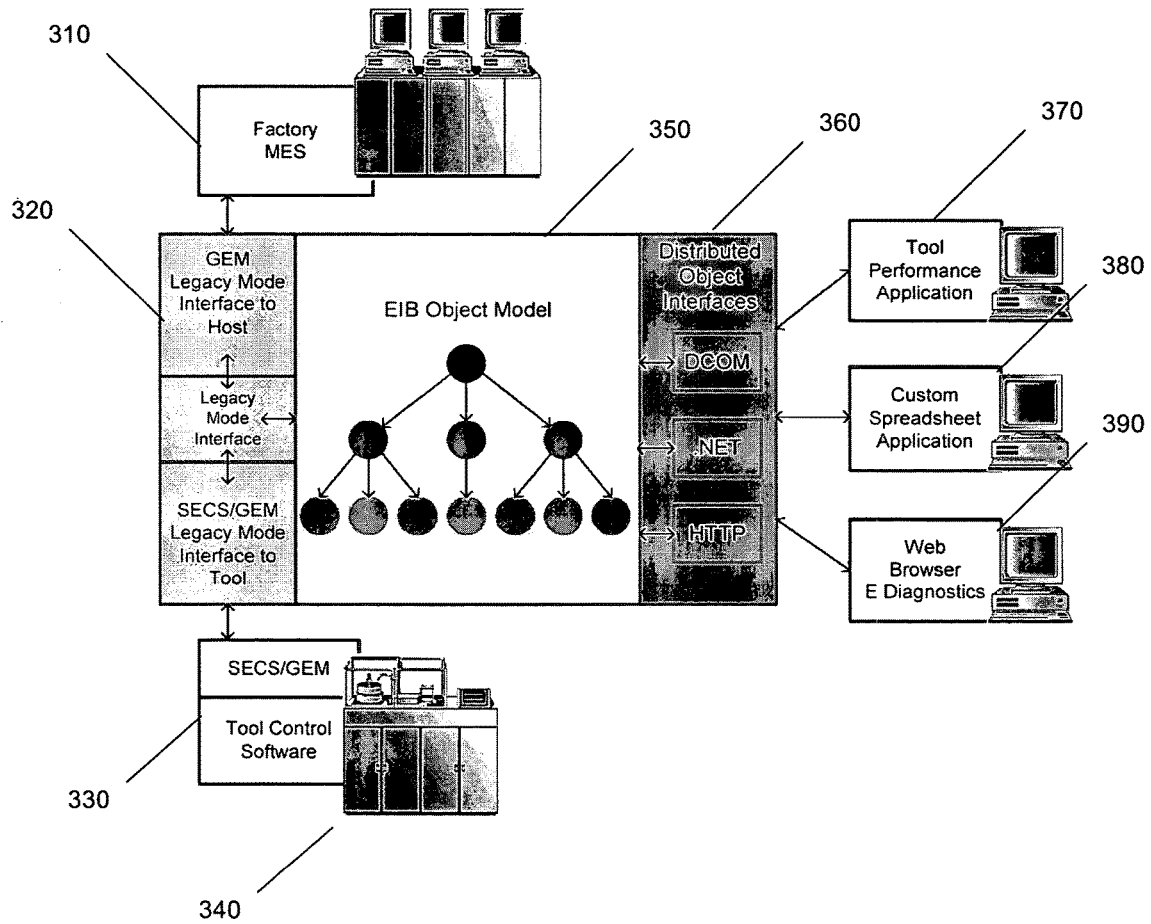 310
Factory
MES
350
360
370
320
GEM
Legacy Mode
Interface to
Host
EIB Object Model
Distributed
Object
Interfaces
Tool
Performance
Application
380
DCOM
Legacy
Mode
Interface
Custom
Spreadsheet
Application
390
.NET
SECS/GEM
Legacy Mode
Interface to
Tool
HTTP
Web
Browser
E Diagnostics
SECS/GEM
Tool Control
Software
330
340